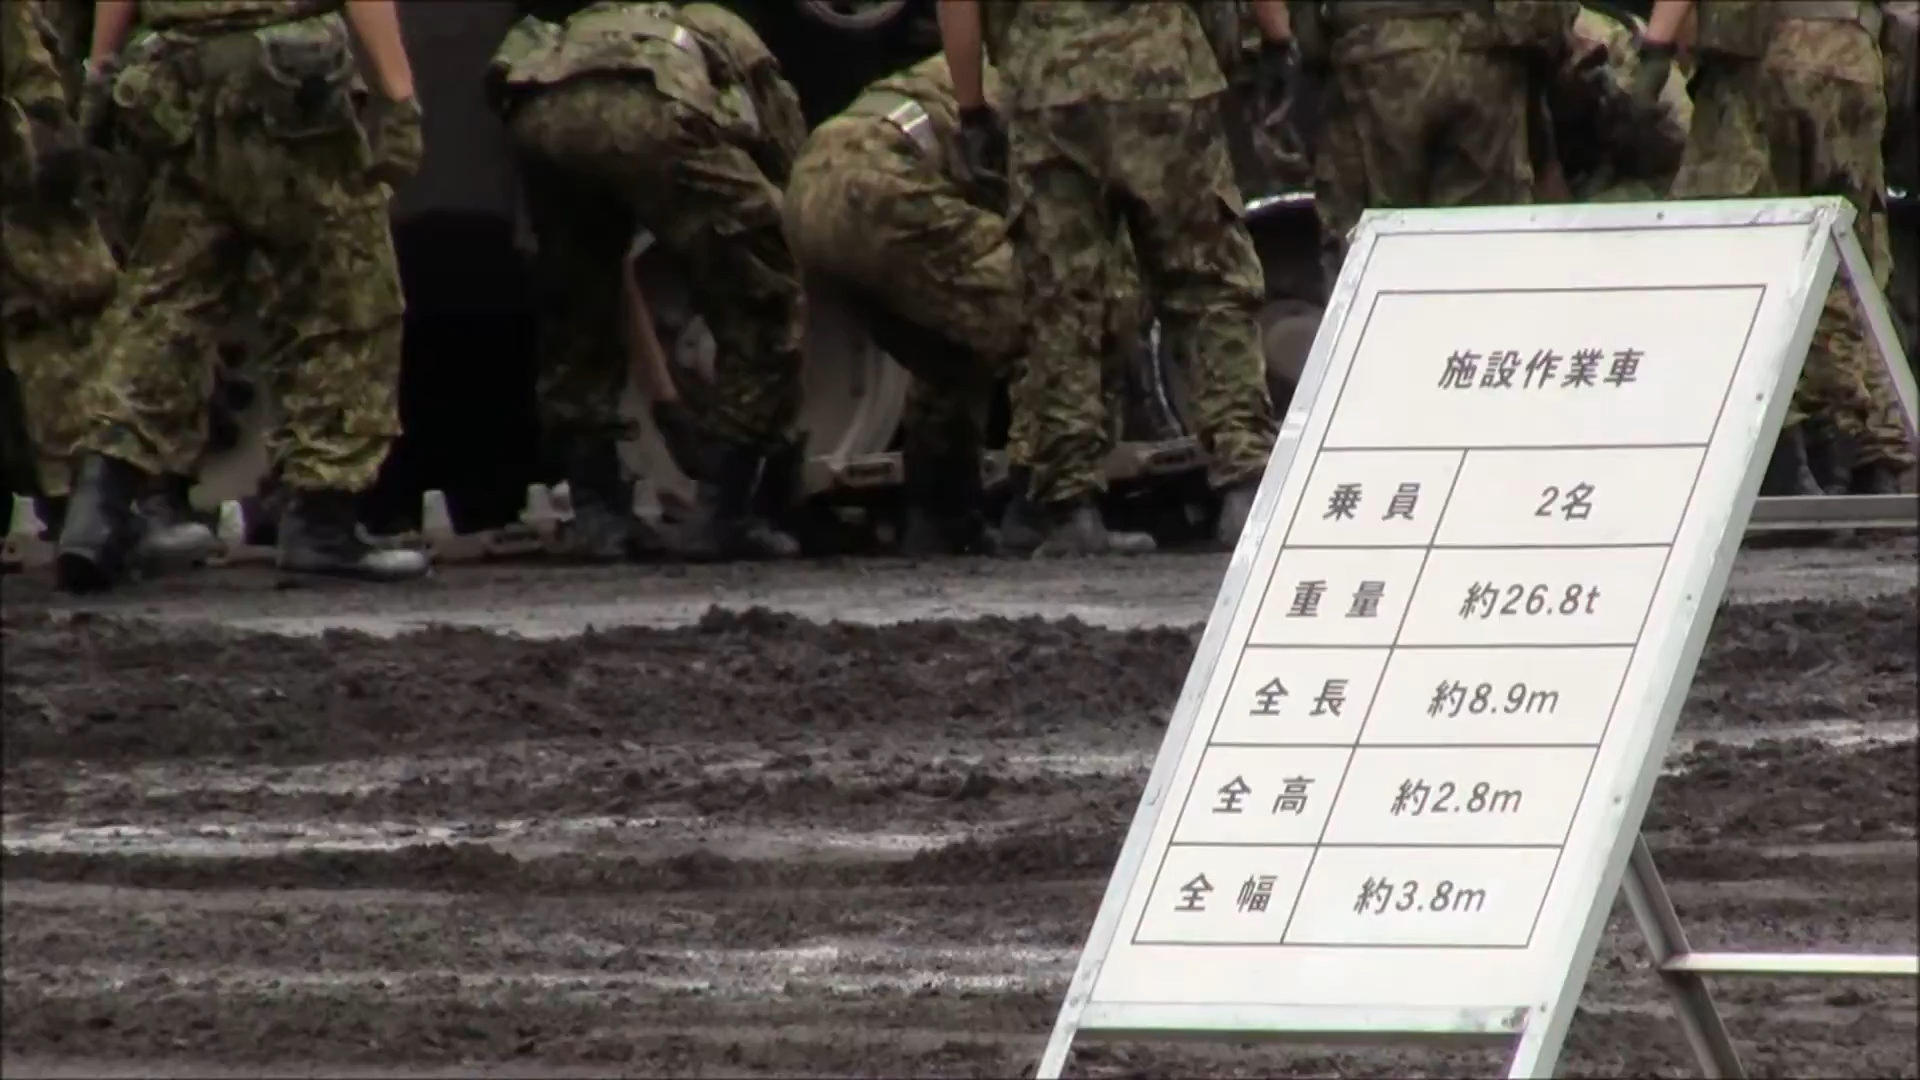 施設作業車
乗員 2名
重量 約26.8t
全長 約8.9m
全高 約2.8m
全幅 約3.8m